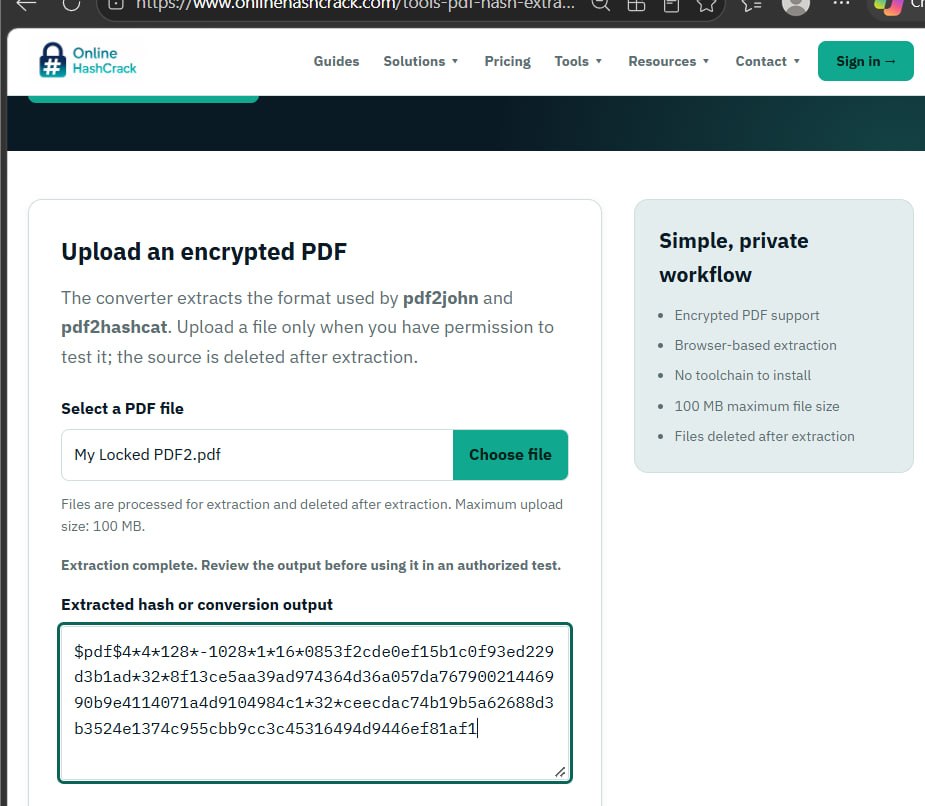 https://www.onlinehashcrack.com/tools-pdf-hash-extra...
Online
HashCrack
Guides
Solutions ▼
Pricing
Tools ▼
Resources ▼
Contact ▼
Sign in →
Upload an encrypted PDF
The converter extracts the format used by pdf2john and
pdf2hashcat. Upload a file only when you have permission to
test it; the source is deleted after extraction.
Select a PDF file
My Locked PDF2.pdf
Choose file
Files are processed for extraction and deleted after extraction. Maximum upload
size: 100 MB.
Extraction complete. Review the output before using it in an authorized test.
Extracted hash or conversion output
$pdf$4*4*128*-1028*1*16*0853f2cde0ef15b1c0f93ed229
d3b1ad*32*8f13ce5aa39ad974364d36a057da767900214469
90b9e4114071a4d9104984c1*32*ceecdac74b19b5a62688d3
b3524e1374c955cbb9cc3c45316494d9446ef81af1
Simple, private
workflow
Encrypted PDF support
Browser-based extraction
No toolchain to install
100 MB maximum file size
Files deleted after extraction